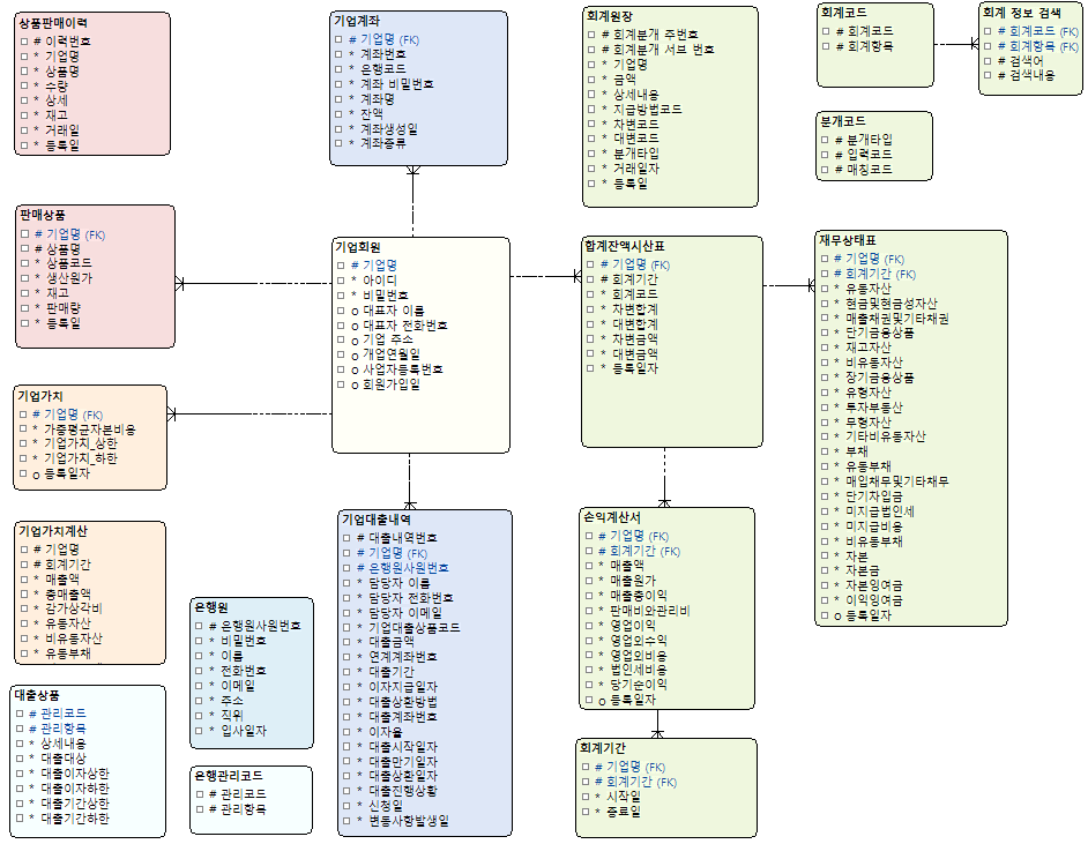 상품판매이력
# 이력번호
* 기업명
* 상품명
* 수량
* 상세
* 재고
* 거래일
* 등록일
기업계좌
# 기업명 (FK)
* 계좌번호
* 은행코드
* 계좌 비밀번호
* 계좌명
* 잔액
* 계좌생성일
* 계좌종류
회계원장
# 회계분개 주번호
# 회계분개 서브 번호
* 기업명
* 금액
* 상세내용
* 지급방법코드
* 차변코드
* 대변코드
* 분개타입
* 거래일자
* 등록일
회계코드
# 회계코드
# 회계항목
회계 정보 검색
# 회계코드 (FK)
# 회계항목 (FK)
# 검색어
# 검색내용
분개코드
# 분개타입
# 입력코드
# 매칭코드
판매상품
# 기업명 (FK)
# 상품명
* 상품코드
* 생산원가
* 재고
* 판매량
* 등록일
기업회원
# 기업명
* 아이디
* 비밀번호
o 대표자 이름
o 대표자 전화번호
o 기업 주소
o 개업연월일
o 사업자등록번호
o 회원가입일
합계잔액시산표
# 기업명 (FK)
# 회계기간
* 회계코드
* 차변합계
* 대변합계
* 차변금액
* 대변금액
* 등록일자
재무상태표
# 기업명 (FK)
# 회계기간 (FK)
* 유동자산
* 현금및현금성자산
* 매출채권및기타채권
* 단기금융상품
* 재고자산
* 비유동자산
* 장기금융상품
* 유형자산
* 투자부동산
* 무형자산
* 기타비유동자산
* 부채
* 유동부채
* 매입채무및기타채무
* 단기차입금
* 미지급법인세
* 미지급비용
* 비유동부채
* 자본
* 자본금
* 자본잉여금
* 이익잉여금
o 등록일자
기업가치
# 기업명 (FK)
* 가중평균자본비용
* 기업가치_상한
* 기업가치_하한
o 등록일자
기업가치계산
# 기업명
# 회계기간
* 매출액
* 총매출액
* 감가상각비
* 유동자산
* 비유동자산
* 유동부채
기업대출내역
# 대출내역번호
# 기업명 (FK)
# 은행원사원번호
* 담당자 이름
* 담당자 전화번호
* 담당자 이메일
* 기업대출상품코드
* 대출금액
* 연계계좌번호
* 대출기간
* 이자지급일자
* 대출상환방법
* 대출계좌번호
* 이자율
* 대출시작일자
* 대출만기일자
* 대출상환일자
* 대출진행상황
* 신청일
* 변동사항발생일
손익계산서
# 기업명 (FK)
# 회계기간 (FK)
* 매출액
* 매출원가
* 매출총이익
* 판매비와관리비
* 영업이익
* 영업외수익
* 영업외비용
* 법인세비용
* 당기순이익
o 등록일자
은행원
# 은행원사원번호
* 비밀번호
* 이름
* 전화번호
* 이메일
* 주소
* 직위
* 입사일자
대출상품
# 관리코드
# 관리항목
* 상세내용
* 대출대상
* 대출이자상한
* 대출이자하한
* 대출기간상한
* 대출기간하한
은행관리코드
# 관리코드
# 관리항목
회계기간
# 기업명 (FK)
# 회계기간 (FK)
* 시작일
* 종료일